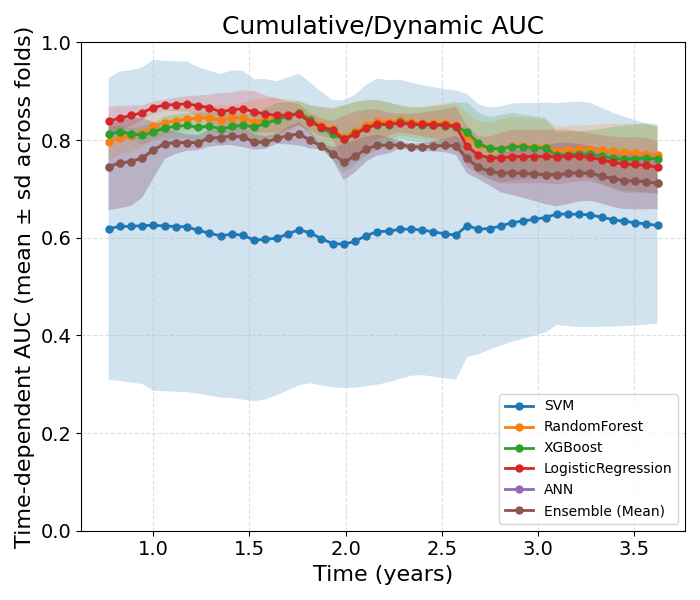 Cumulative/Dynamic AUC
Time-dependent AUC (mean ± sd across folds)
1.0
0.8
0.6
0.4
0.2
0.0
SVM
RandomForest
XGBoost
LogisticRegression
ANN
Ensemble (Mean)
1.0 1.5 2.0 2.5 3.0 3.5
Time (years)